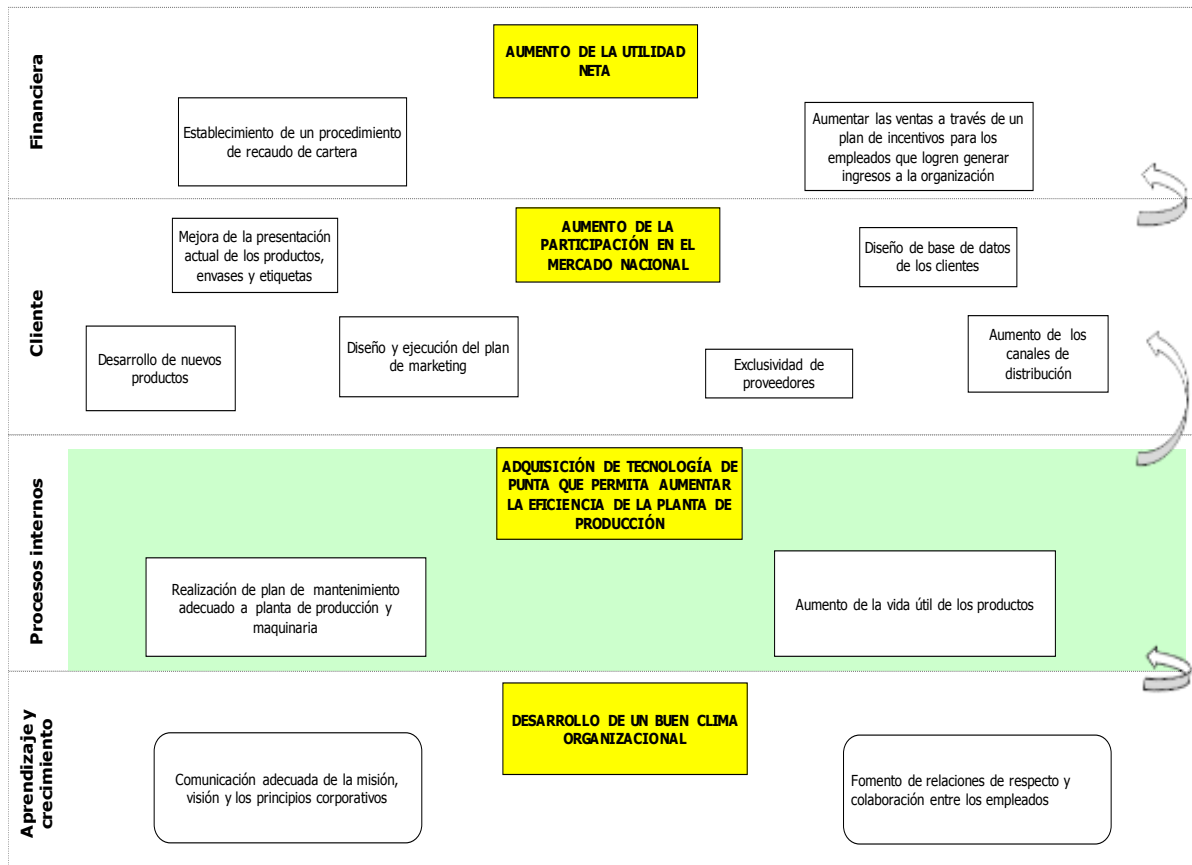 Financiera
AUMENTO DE LA UTILIDAD
NETA
Establecimiento de un procedimiento
de recaudo de cartera
Aumentar las ventas a través de un
plan de incentivos para los
empleados que logren generar
ingresos a la organización
Cliente
Mejora de la presentación
actual de los productos,
envases y etiquetas
AUMENTO DE LA
PARTICIPACIÓN EN EL
MERCADO NACIONAL
Diseño de base de datos
de los clientes
Desarrollo de nuevos
productos
Diseño y ejecución del plan
de marketing
Exclusividad de
proveedores
Aumento de los
canales de
distribución
Procesos internos
ADQUISICIÓN DE TECNOLOGÍA DE
PUNTA QUE PERMITA AUMENTAR
LA EFICIENCIA DE LA PLANTA DE
PRODUCCIÓN
Realización de plan de mantenimiento
adecuado a planta de producción y
maquinaria
Aumento de la vida útil de los productos
Aprendizaje y
crecimiento
DESARROLLO DE UN BUEN CLIMA
ORGANIZACIONAL
Comunicación adecuada de la misión,
visión y los principios corporativos
Fomento de relaciones de respecto y
colaboración entre los empleados